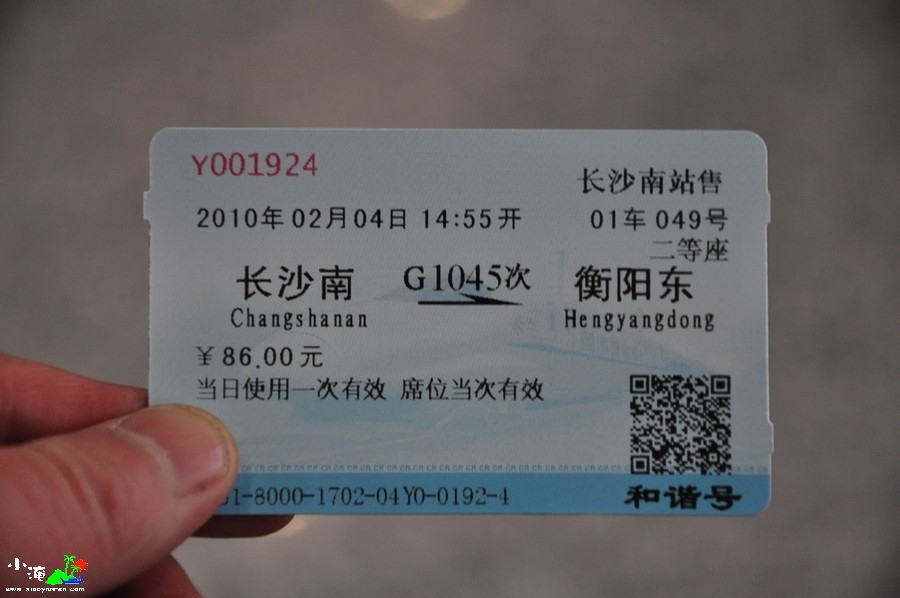 Y001924
长沙南站售
2010年02月04日 14:55开
01车 049号
二等座
长沙南 G1045次 衡阳东
Changshanan Hengyangdong
¥86.00元
当日使用一次有效 席位当次有效
1-8000-1702-04Y0-0192-4
和谐号
小淹